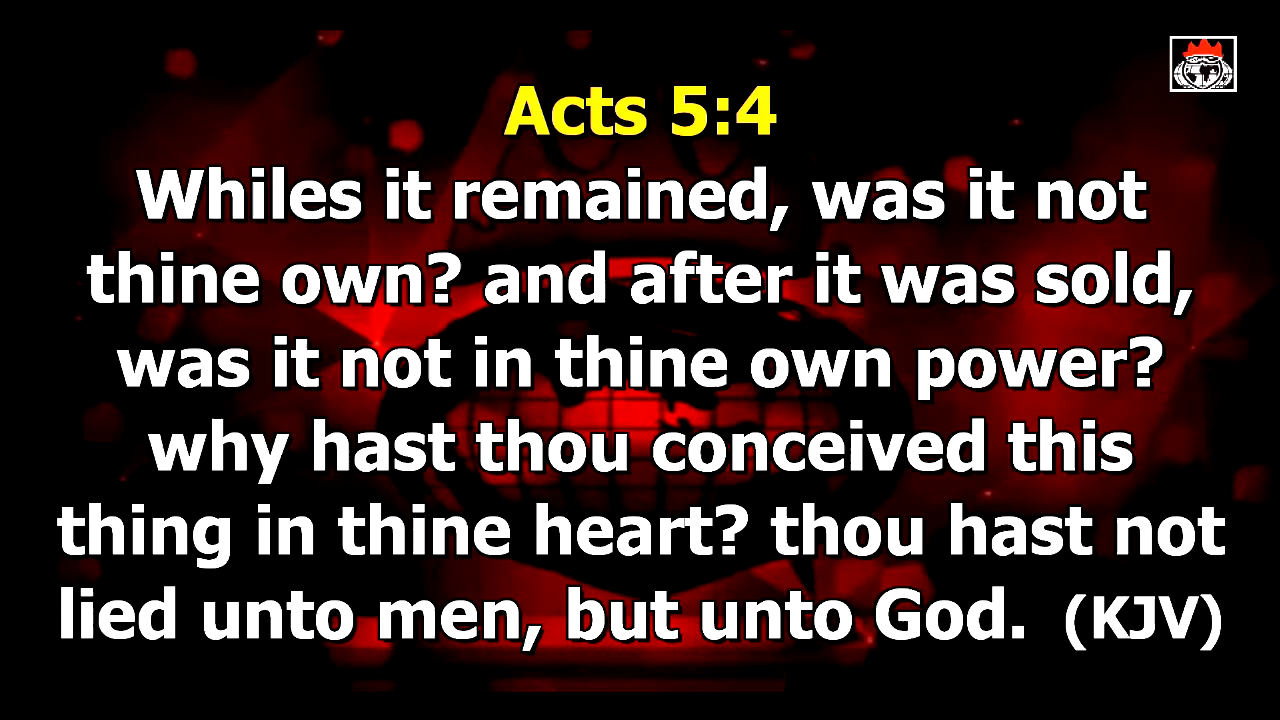 Acts 5:4
Whiles it remained, was it not
thine own? and after it was sold,
was it not in thine own power?
why hast thou conceived this
thing in thine heart? thou hast not
lied unto men, but unto God. (KJV)